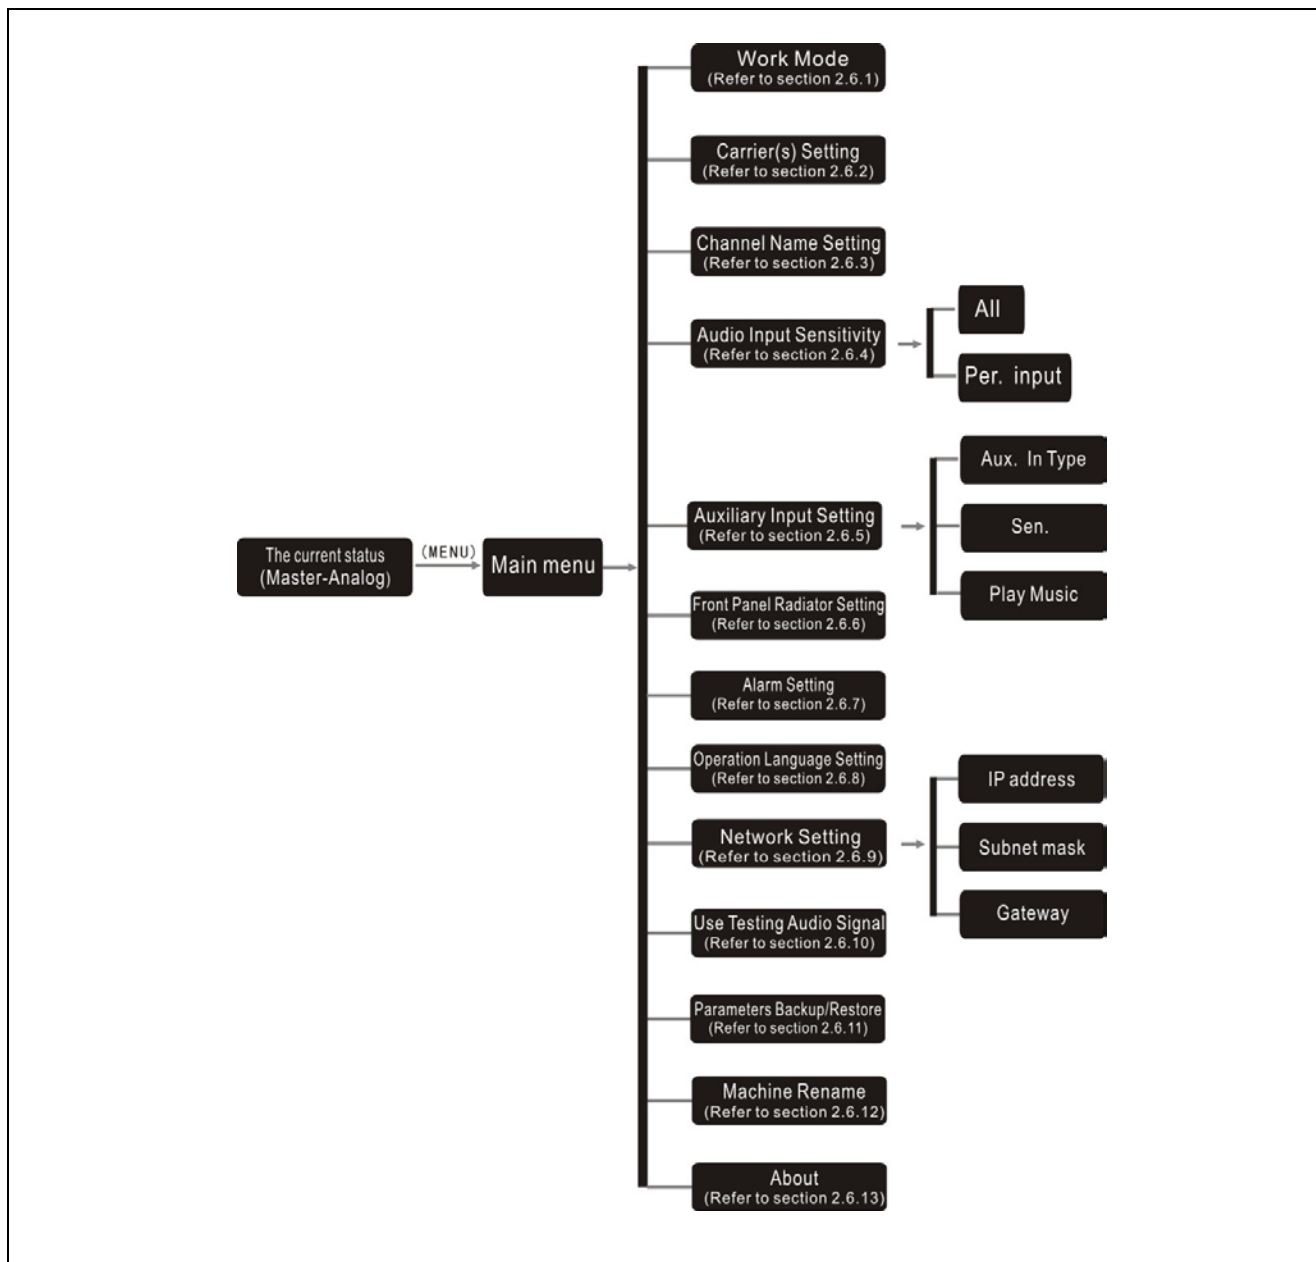 Work Mode
(Refer to section 2.6.1)
Carrier(s) Setting
(Refer to section 2.6.2)
Channel Name Setting
(Refer to section 2.6.3)
Audio Input Sensitivity
(Refer to section 2.6.4)
All
Per. input
Auxiliary Input Setting
(Refer to section 2.6.5)
Aux. In Type
Sen.
Play Music
The current status
(Master-Analog)
(MENU)
Main menu
Front Panel Radiator Setting
(Refer to section 2.6.6)
Alarm Setting
(Refer to section 2.6.7)
Operation Language Setting
(Refer to section 2.6.8)
Network Setting
(Refer to section 2.6.9)
IP address
Subnet mask
Gateway
Use Testing Audio Signal
(Refer to section 2.6.10)
Parameters Backup/Restore
(Refer to section 2.6.11)
Machine Rename
(Refer to section 2.6.12)
About
(Refer to section 2.6.13)